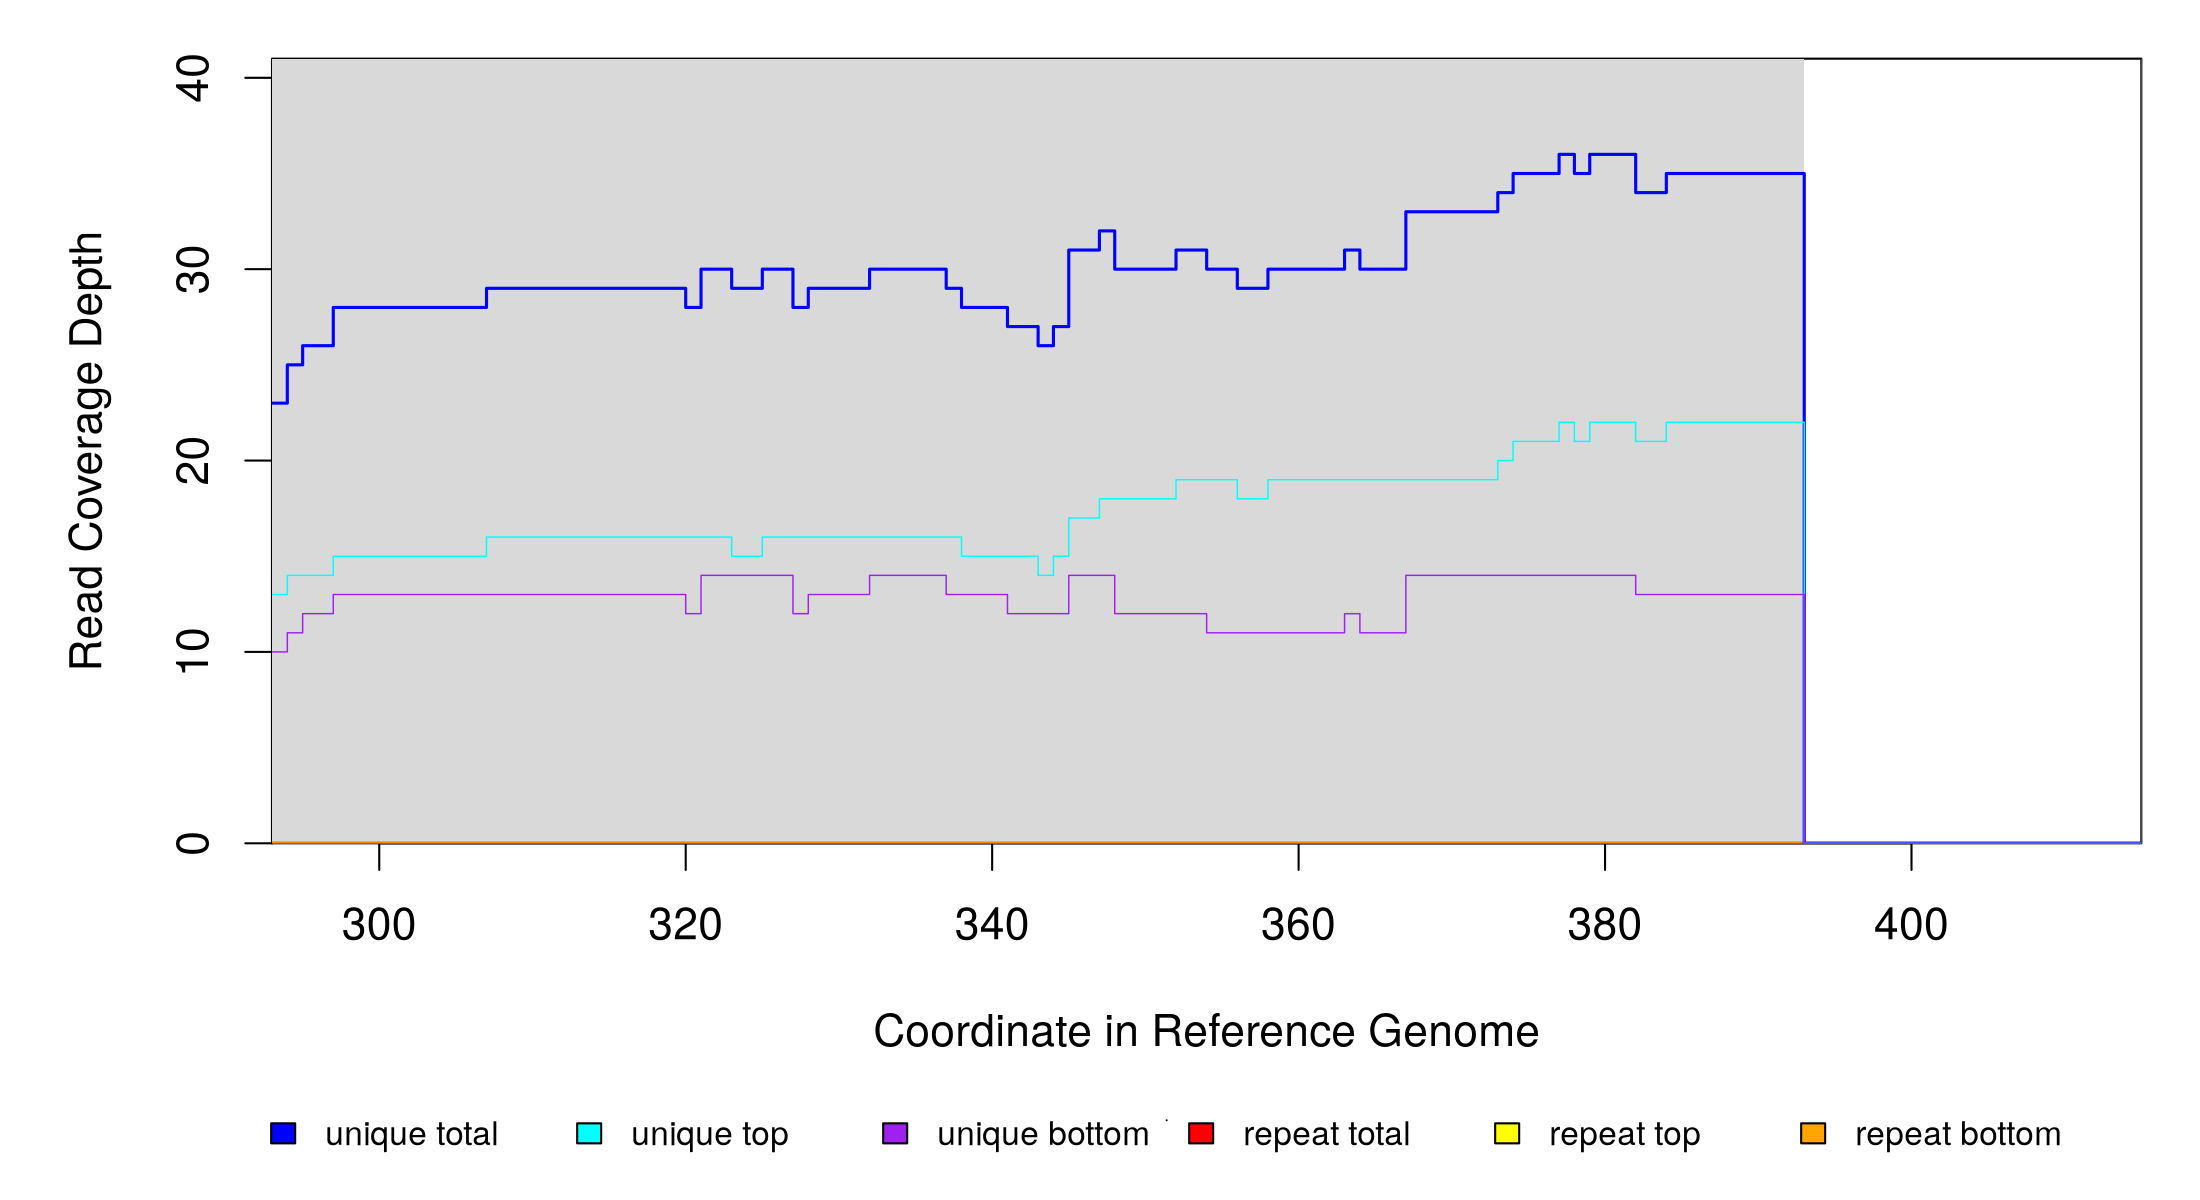 40
30
20
10
0
Read Coverage Depth
300 320 340 360 380 400
Coordinate in Reference Genome
unique total unique top unique bottom repeat total repeat top repeat bottom